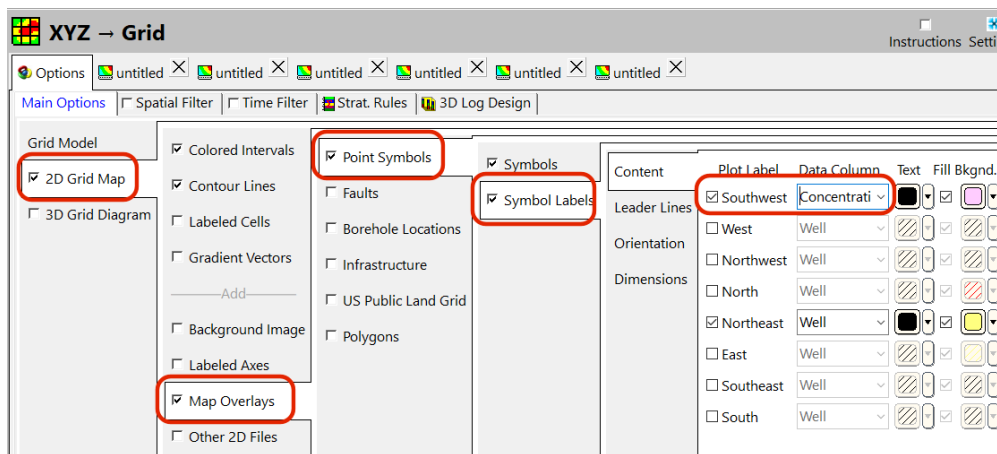 XYZ → Grid
Instructions Setti
Options untitled untitled untitled untitled untitled untitled
Main Options Spatial Filter Time Filter Strat. Rules 3D Log Design
Grid Model
2D Grid Map
3D Grid Diagram
Colored Intervals
Contour Lines
Labeled Cells
Gradient Vectors
Add
Background Image
Labeled Axes
Map Overlays
Other 2D Files
Point Symbols
Faults
Borehole Locations
Infrastructure
US Public Land Grid
Polygons
Symbols
Symbol Labels
Content
Leader Lines
Orientation
Dimensions
Plot Label Data Column Text Fill Bkgnd.
Southwest Concentrati
West Well
Northwest Well
North Well
Northeast Well
East Well
Southeast Well
South Well